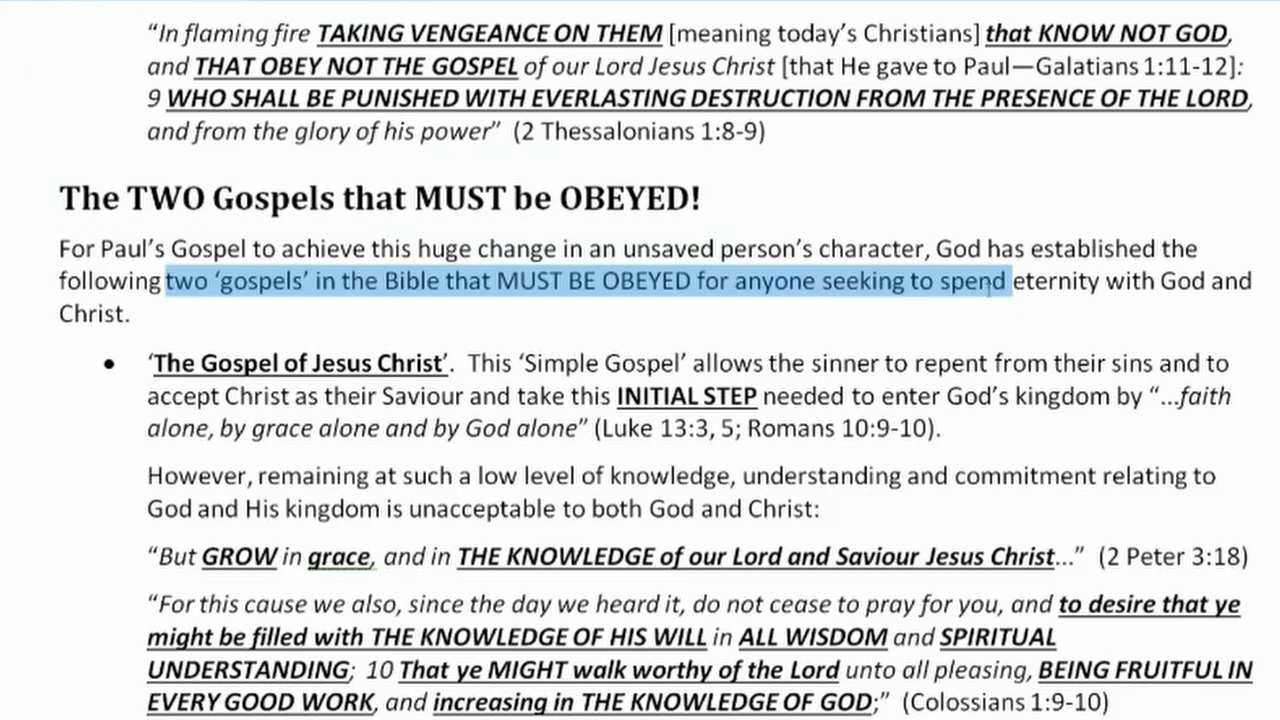 “In flaming fire TAKING VENGEANCE ON THEM [meaning today’s Christians] that KNOW NOT GOD,
and THAT OBEY NOT THE GOSPEL of our Lord Jesus Christ [that He gave to Paul—Galatians 1:11-12]:
9 WHO SHALL BE PUNISHED WITH EVERLASTING DESTRUCTION FROM THE PRESENCE OF THE LORD,
and from the glory of his power” (2 Thessalonians 1:8-9)
The TWO Gospels that MUST be OBEYED!
For Paul’s Gospel to achieve this huge change in an unsaved person’s character, God has established the
following two ‘gospels’ in the Bible that MUST BE OBEYED for anyone seeking to spend eternity with God and
Christ.
• ‘The Gospel of Jesus Christ’. This ‘Simple Gospel’ allows the sinner to repent from their sins and to
accept Christ as their Saviour and take this INITIAL STEP needed to enter God’s kingdom by “...faith
alone, by grace alone and by God alone” (Luke 13:3, 5; Romans 10:9-10).
However, remaining at such a low level of knowledge, understanding and commitment relating to
God and His kingdom is unacceptable to both God and Christ:
“But GROW in grace, and in THE KNOWLEDGE of our Lord and Saviour Jesus Christ...” (2 Peter 3:18)
“For this cause we also, since the day we heard it, do not cease to pray for you, and to desire that ye
might be filled with THE KNOWLEDGE OF HIS WILL in ALL WISDOM and SPIRITUAL
UNDERSTANDING; 10 That ye MIGHT walk worthy of the Lord unto all pleasing, BEING FRUITFUL IN
EVERY GOOD WORK, and increasing in THE KNOWLEDGE OF GOD;” (Colossians 1:9-10)